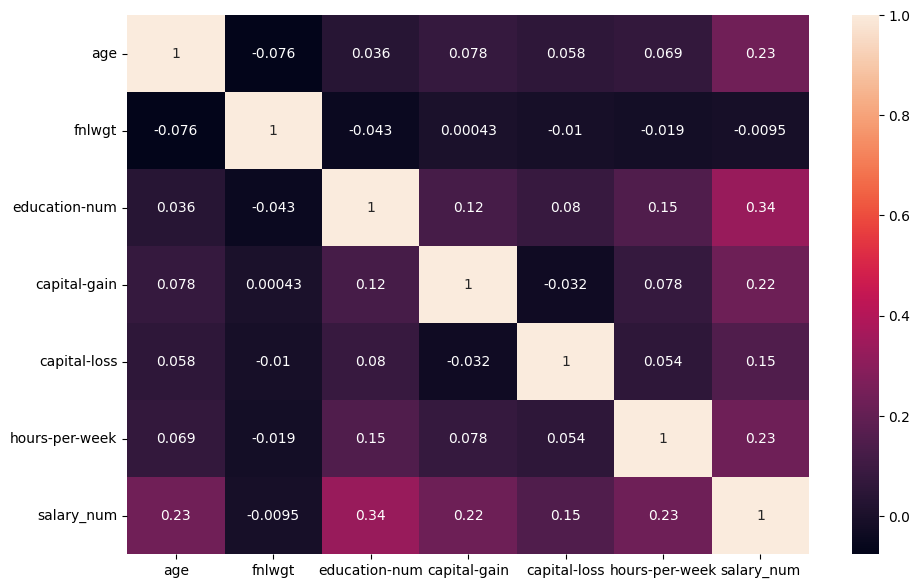 age 1 -0.076 0.036 0.078 0.058 0.069 0.23
fnlwgt -0.076 1 -0.043 0.00043 -0.01 -0.019 -0.0095
education-num 0.036 -0.043 1 0.12 0.08 0.15 0.34
capital-gain 0.078 0.00043 0.12 1 -0.032 0.078 0.22
capital-loss 0.058 -0.01 0.08 -0.032 1 0.054 0.15
hours-per-week 0.069 -0.019 0.15 0.078 0.054 1 0.23
salary_num 0.23 -0.0095 0.34 0.22 0.15 0.23 1
age fnlwgt education-num capital-gain capital-loss hours-per-week salary_num
1.0
0.8
0.6
0.4
0.2
0.0